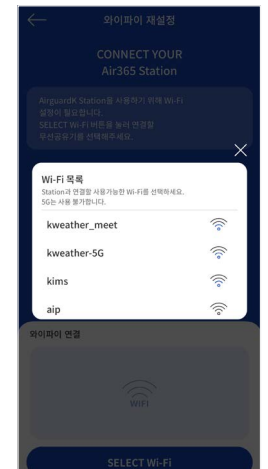 와이파이 재설정
CONNECT YOUR
Air365 Station
AirguardK Station을 사용하기 위해 Wi-Fi
설정이 필요합니다.
SELECT Wi-Fi 버튼을 눌러 연결할
무선공유기를 선택해주세요.
Wi-Fi 목록
Station과 연결할 사용가능한 Wi-Fi를 선택하세요.
5G는 사용 불가합니다.
kweather_meet
kweather-5G
kims
aip
와이파이 연결
WIFI
SELECT Wi-Fi